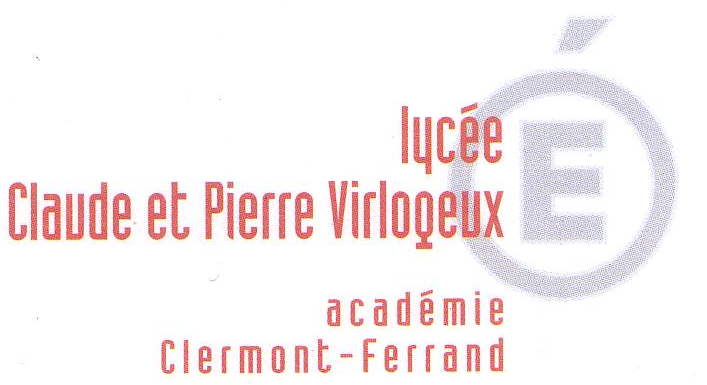 lycée
Claude et Pierre Virlogeux
É
académie
Clermont-Ferrand